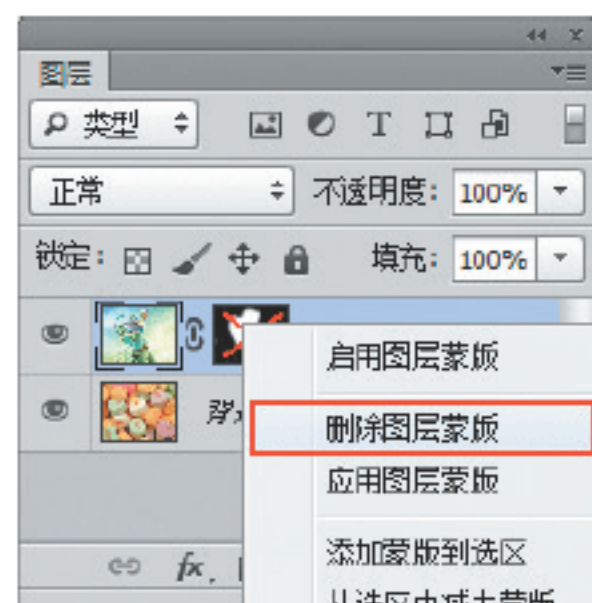 图层
类型 T
正常 不透明度: 100%
锁定: 填充: 100%
启用图层蒙版
背
删除图层蒙版
应用图层蒙版
fx.
添加蒙版到选区